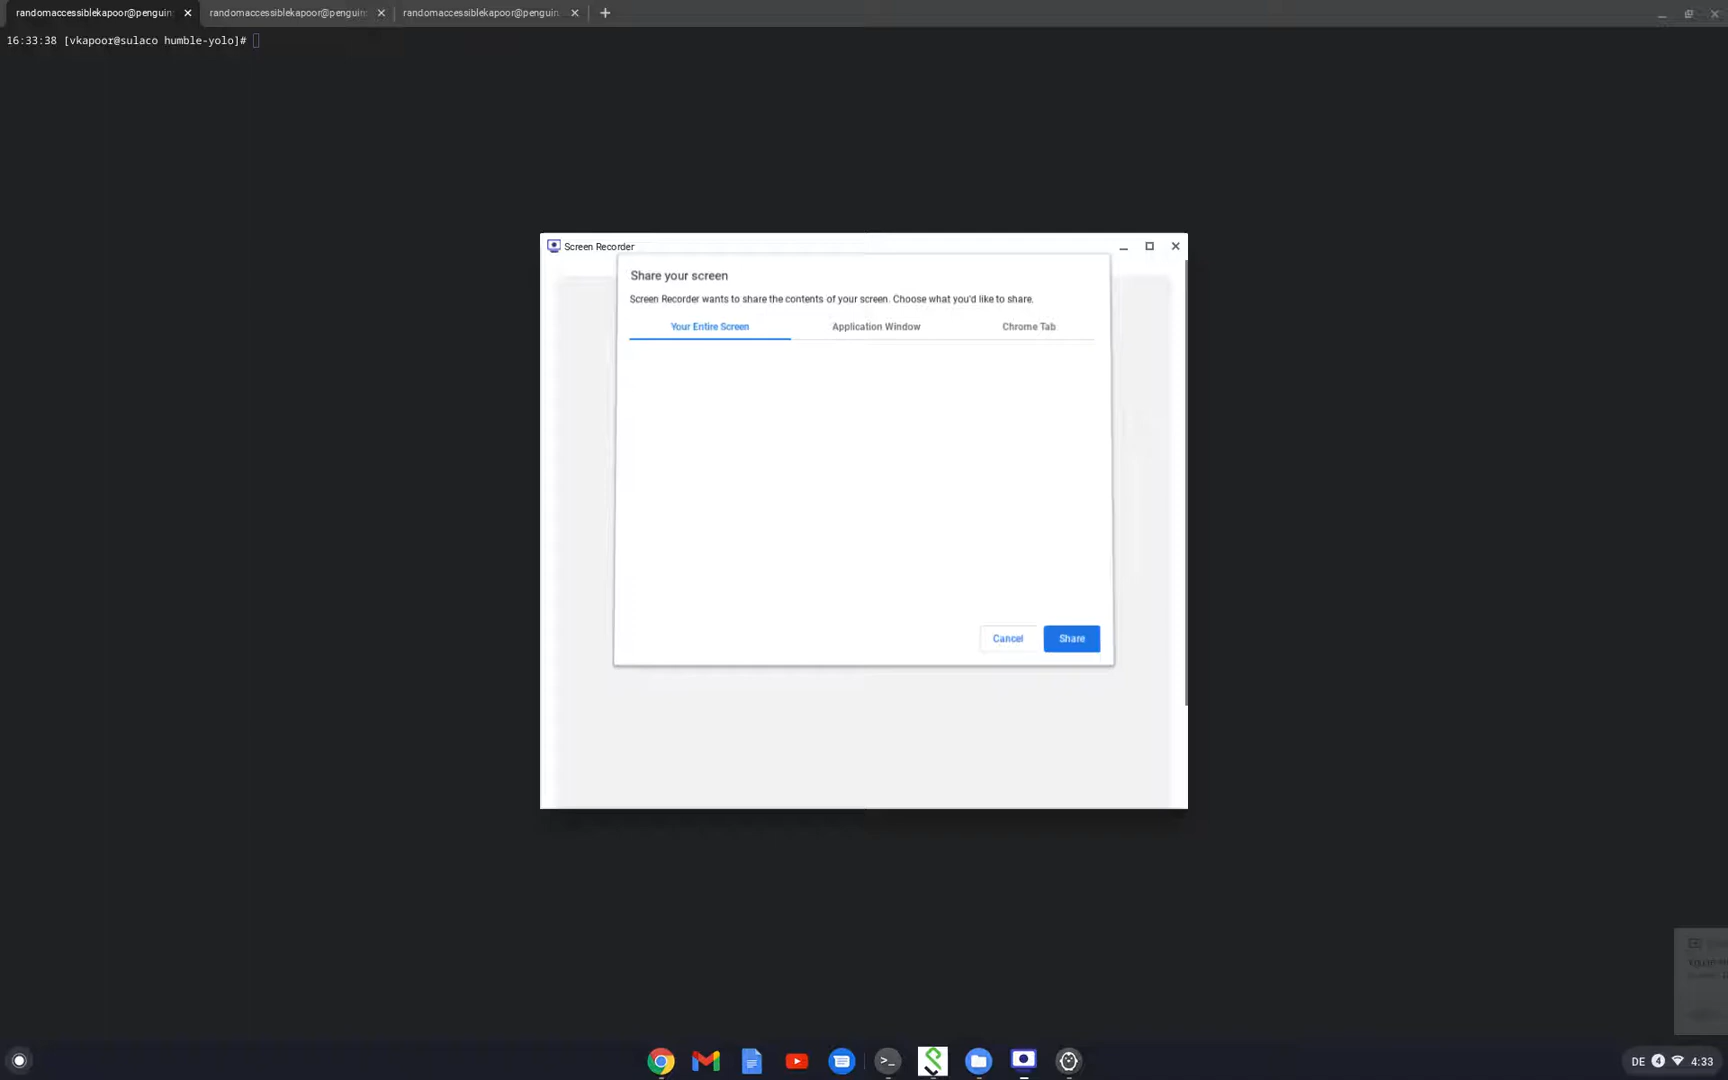 randomaccessiblekapoor@penguin: randomaccessiblekapoor@penguin: randomaccessiblekapoor@penguin:
16:33:38 [vkapoor@sulaco humble-yolo]#
Screen Recorder
Share your screen
Screen Recorder wants to share the contents of your screen. Choose what you'd like to share.
Your Entire Screen Application Window Chrome Tab
Cancel Share
DE 4 4:33